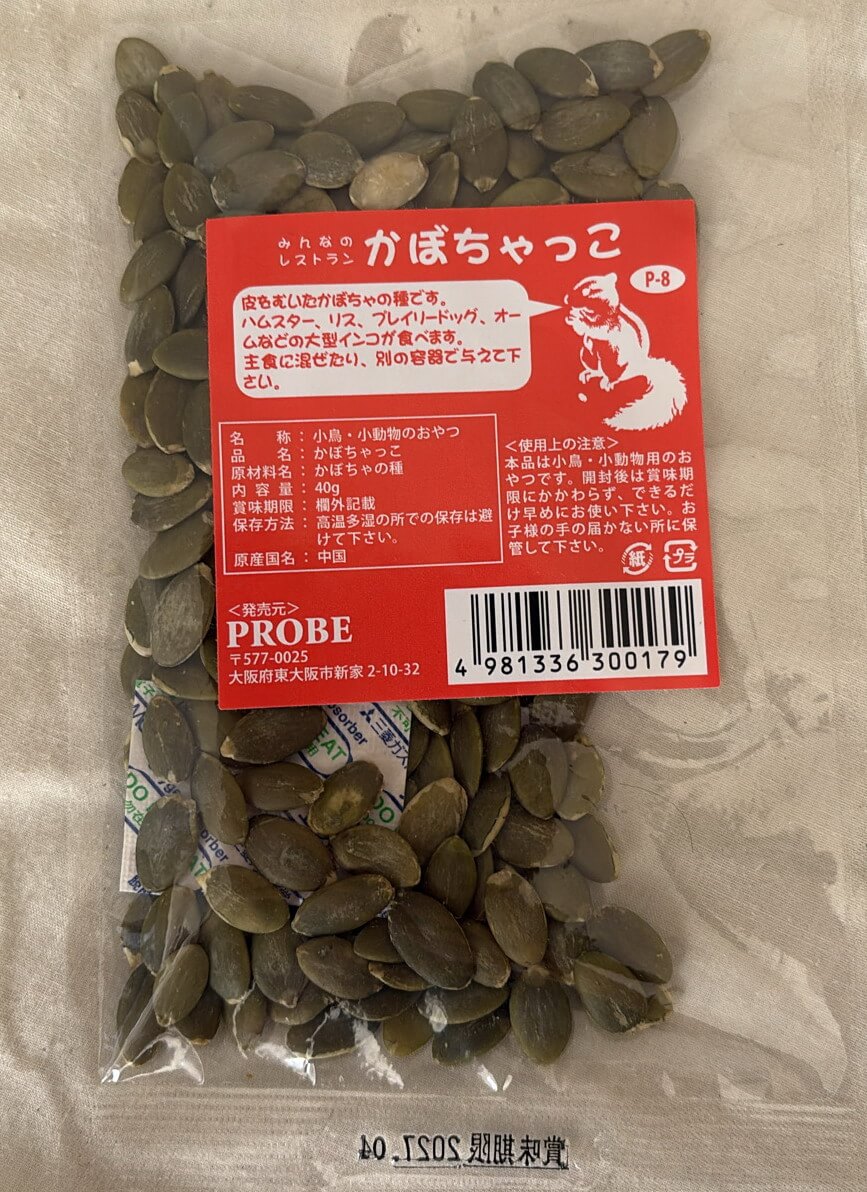 みんなの
レストラン
かぼちゃっこ
P-8
皮をむいたかぼちゃの種です。
ハムスター、リス、プレイリードッグ、オー
ムなどの大型インコが食べます。
主食に混ぜたり、別の容器で与えて下
さい。
名　　称：小鳥・小動物のおやつ
品　　名：かぼちゃっこ
原材料名：かぼちゃの種
内 容 量：40g
賞味期限：欄外記載
保存方法：高温多湿の所での保存は避
けて下さい。
原産国名：中国
＜使用上の注意＞
本品は小鳥・小動物用のお
やつです。開封後は賞味期
限にかかわらず、できるだ
け早めにお使い下さい。お
子様の手の届かない所に保
管して下さい。
紙
プラ
＜発売元＞
PROBE
〒577-0025
大阪府東大阪市新家 2-10-32
4 981336 300179
不可
三菱ガス
sorber
EAT
DO
賞味期限 2027.04